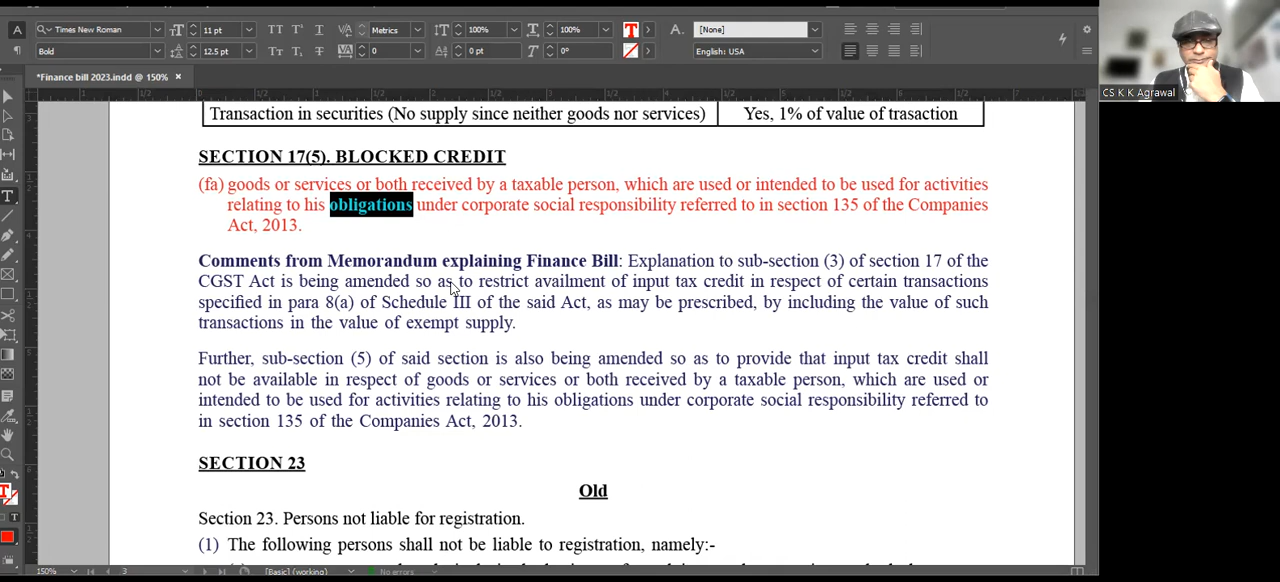 Times New Roman
11 pt
Metrics
100%
100%
[None]
Bold
12.5 pt
0
0 pt
0°
English: USA
*Finance bill 2023.indd @ 150%
CS K K Agrawal
Transaction in securities (No supply since neither goods nor services) Yes, 1% of value of trasaction
SECTION 17(5). BLOCKED CREDIT
(fa) goods or services or both received by a taxable person, which are used or intended to be used for activities
relating to his obligations under corporate social responsibility referred to in section 135 of the Companies
Act, 2013.
Comments from Memorandum explaining Finance Bill: Explanation to sub-section (3) of section 17 of the
CGST Act is being amended so as to restrict availment of input tax credit in respect of certain transactions
specified in para 8(a) of Schedule III of the said Act, as may be prescribed, by including the value of such
transactions in the value of exempt supply.
Further, sub-section (5) of said section is also being amended so as to provide that input tax credit shall
not be available in respect of goods or services or both received by a taxable person, which are used or
intended to be used for activities relating to his obligations under corporate social responsibility referred to
in section 135 of the Companies Act, 2013.
SECTION 23
Old
Section 23. Persons not liable for registration.
(1) The following persons shall not be liable to registration, namely:-
150%
3
[Basic] (working)
No errors